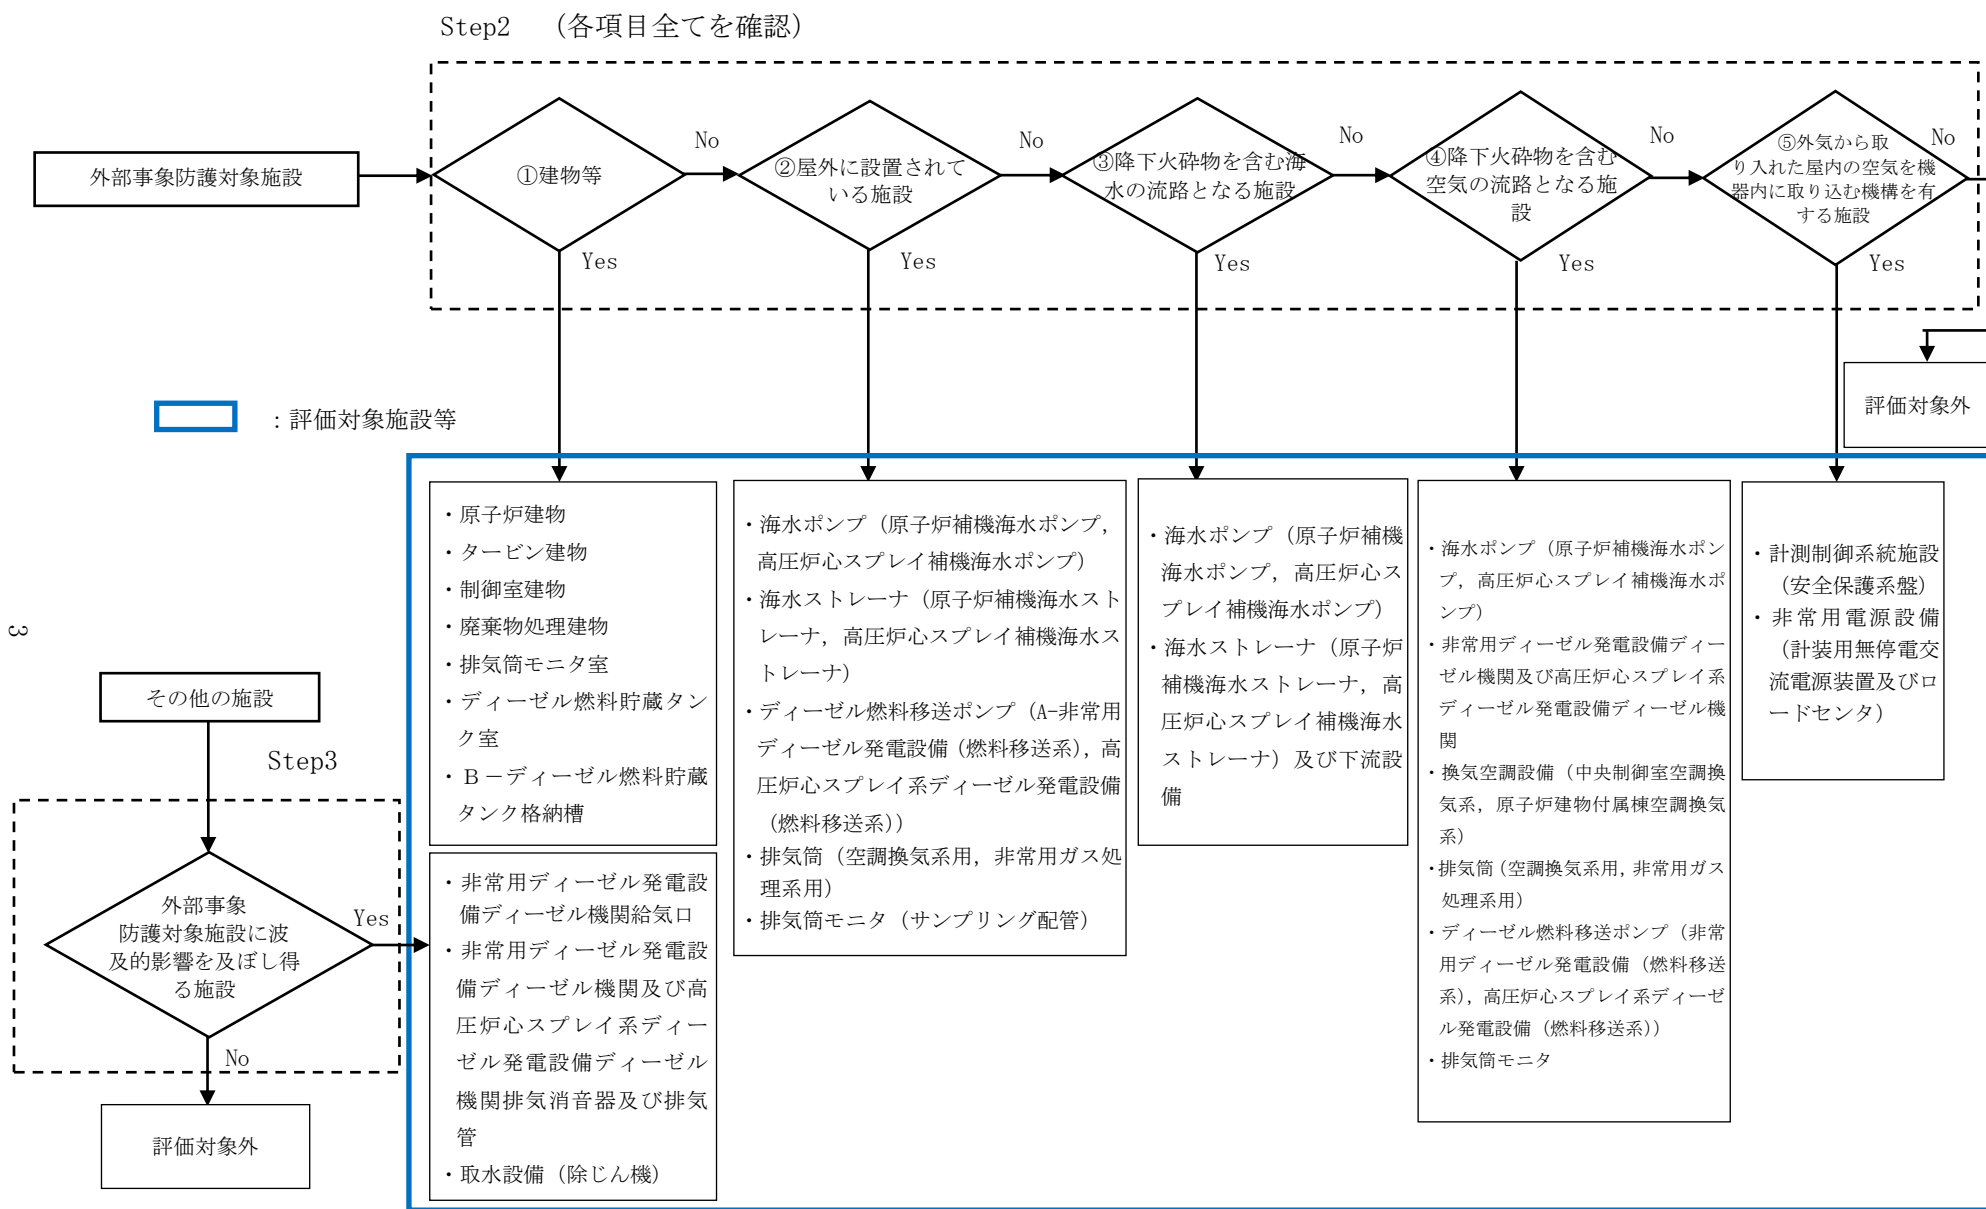 Step2 （各項目全てを確認）
外部事象防護対象施設
①建物等
No
Yes
②屋外に設置されて
いる施設
No
Yes
③降下火砕物を含む海
水の流路となる施設
No
Yes
④降下火砕物を含む
空気の流路となる施
設
No
Yes
⑤外気から取
り入れた屋内の空気を機
器内に取り込む機構を有
する施設
No
Yes
評価対象外
：評価対象施設等
・原子炉建物
・タービン建物
・制御室建物
・廃棄物処理建物
・排気筒モニタ室
・ディーゼル燃料貯蔵タン
ク室
・Ｂ－ディーゼル燃料貯蔵
タンク格納槽
・海水ポンプ（原子炉補機海水ポンプ，
高圧炉心スプレイ補機海水ポンプ）
・海水ストレーナ（原子炉補機海水スト
レーナ，高圧炉心スプレイ補機海水ス
トレーナ）
・ディーゼル燃料移送ポンプ（A-非常用
ディーゼル発電設備（燃料移送系），高
圧炉心スプレイ系ディーゼル発電設備
（燃料移送系））
・排気筒（空調換気系用，非常用ガス処
理系用）
・排気筒モニタ（サンプリング配管）
・海水ポンプ（原子炉補機
海水ポンプ，高圧炉心ス
プレイ補機海水ポンプ）
・海水ストレーナ（原子炉
補機海水ストレーナ，高
圧炉心スプレイ補機海水
ストレーナ）及び下流設
備
・海水ポンプ（原子炉補機海水ポン
プ，高圧炉心スプレイ補機海水ポ
ンプ）
・非常用ディーゼル発電設備ディー
ゼル機関及び高圧炉心スプレイ系
ディーゼル発電設備ディーゼル機
関
・換気空調設備（中央制御室空調換
気系，原子炉建物付属棟空調換気
系）
・排気筒（空調換気系用，非常用ガス
処理系用）
・ディーゼル燃料移送ポンプ（非常
用ディーゼル発電設備（燃料移送
系），高圧炉心スプレイ系ディーゼ
ル発電設備（燃料移送系））
・排気筒モニタ
・計測制御系統施設
（安全保護系盤）
・非常用電源設備
（計装用無停電交
流電源装置及びロ
ードセンタ）
3
その他の施設
Step3
外部事象
防護対象施設に波
及的影響を及ぼし得
る施設
Yes
No
評価対象外
・非常用ディーゼル発電設
備ディーゼル機関給気口
・非常用ディーゼル発電設
備ディーゼル機関及び高
圧炉心スプレイ系ディー
ゼル発電設備ディーゼル
機関排気消音器及び排気
管
・取水設備（除じん機）